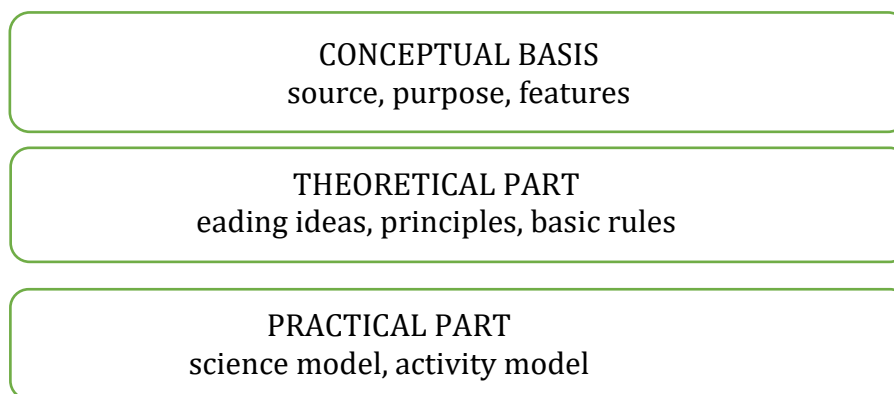 CONCEPTUAL BASIS
source, purpose, features
THEORETICAL PART
eading ideas, principles, basic rules
PRACTICAL PART
science model, activity model